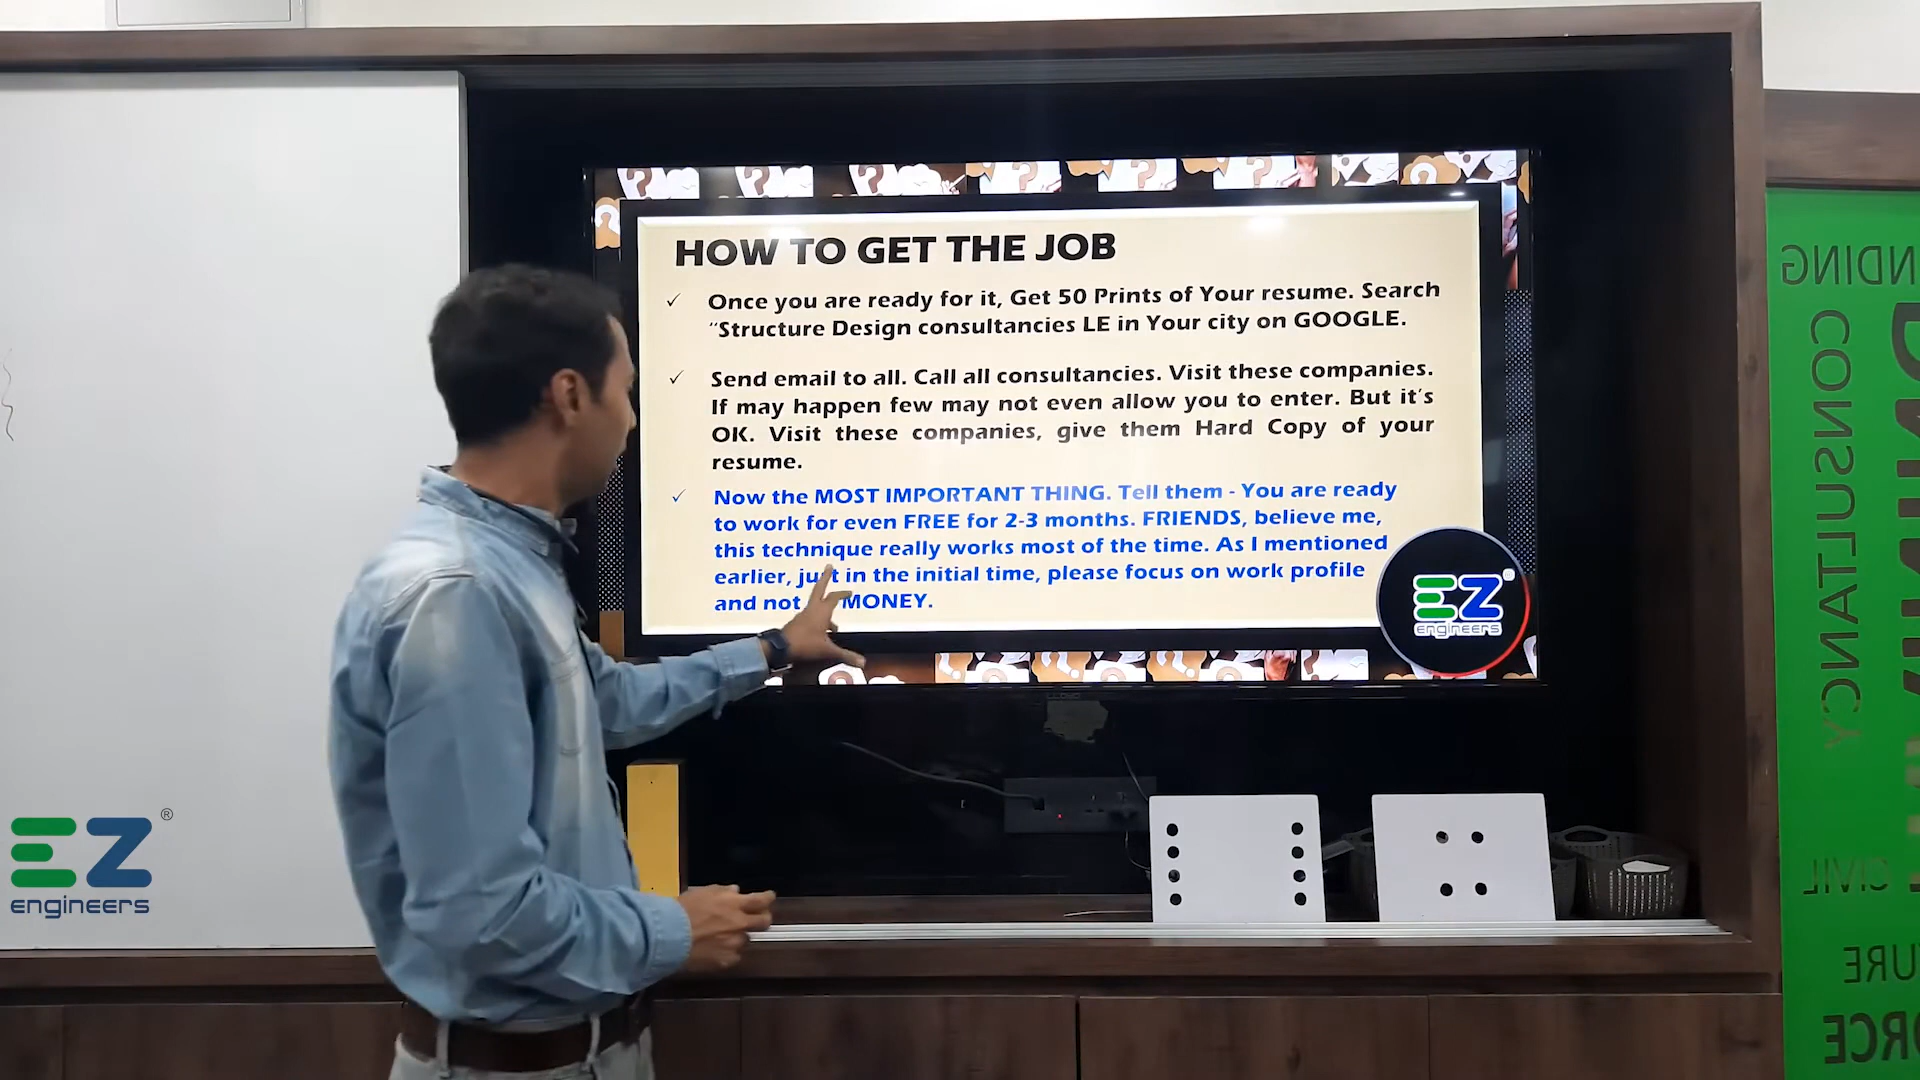 HOW TO GET THE JOB
✓ Once you are ready for it, Get 50 Prints of Your resume. Search
“Structure Design consultancies LE in Your city on GOOGLE.
✓ Send email to all. Call all consultancies. Visit these companies.
If may happen few may not even allow you to enter. But it's
OK. Visit these companies, give them Hard Copy of your
resume.
✓ Now the MOST IMPORTANT THING. Tell them - You are ready
to work for even FREE for 2-3 months. FRIENDS, believe me,
this technique really works most of the time. As I mentioned
earlier, just in the initial time, please focus on work profile
and not MONEY.
EZ®
engineers
EZ®
engineers
NDING
CONSULTANCY
CIVIL
URE
ORCE